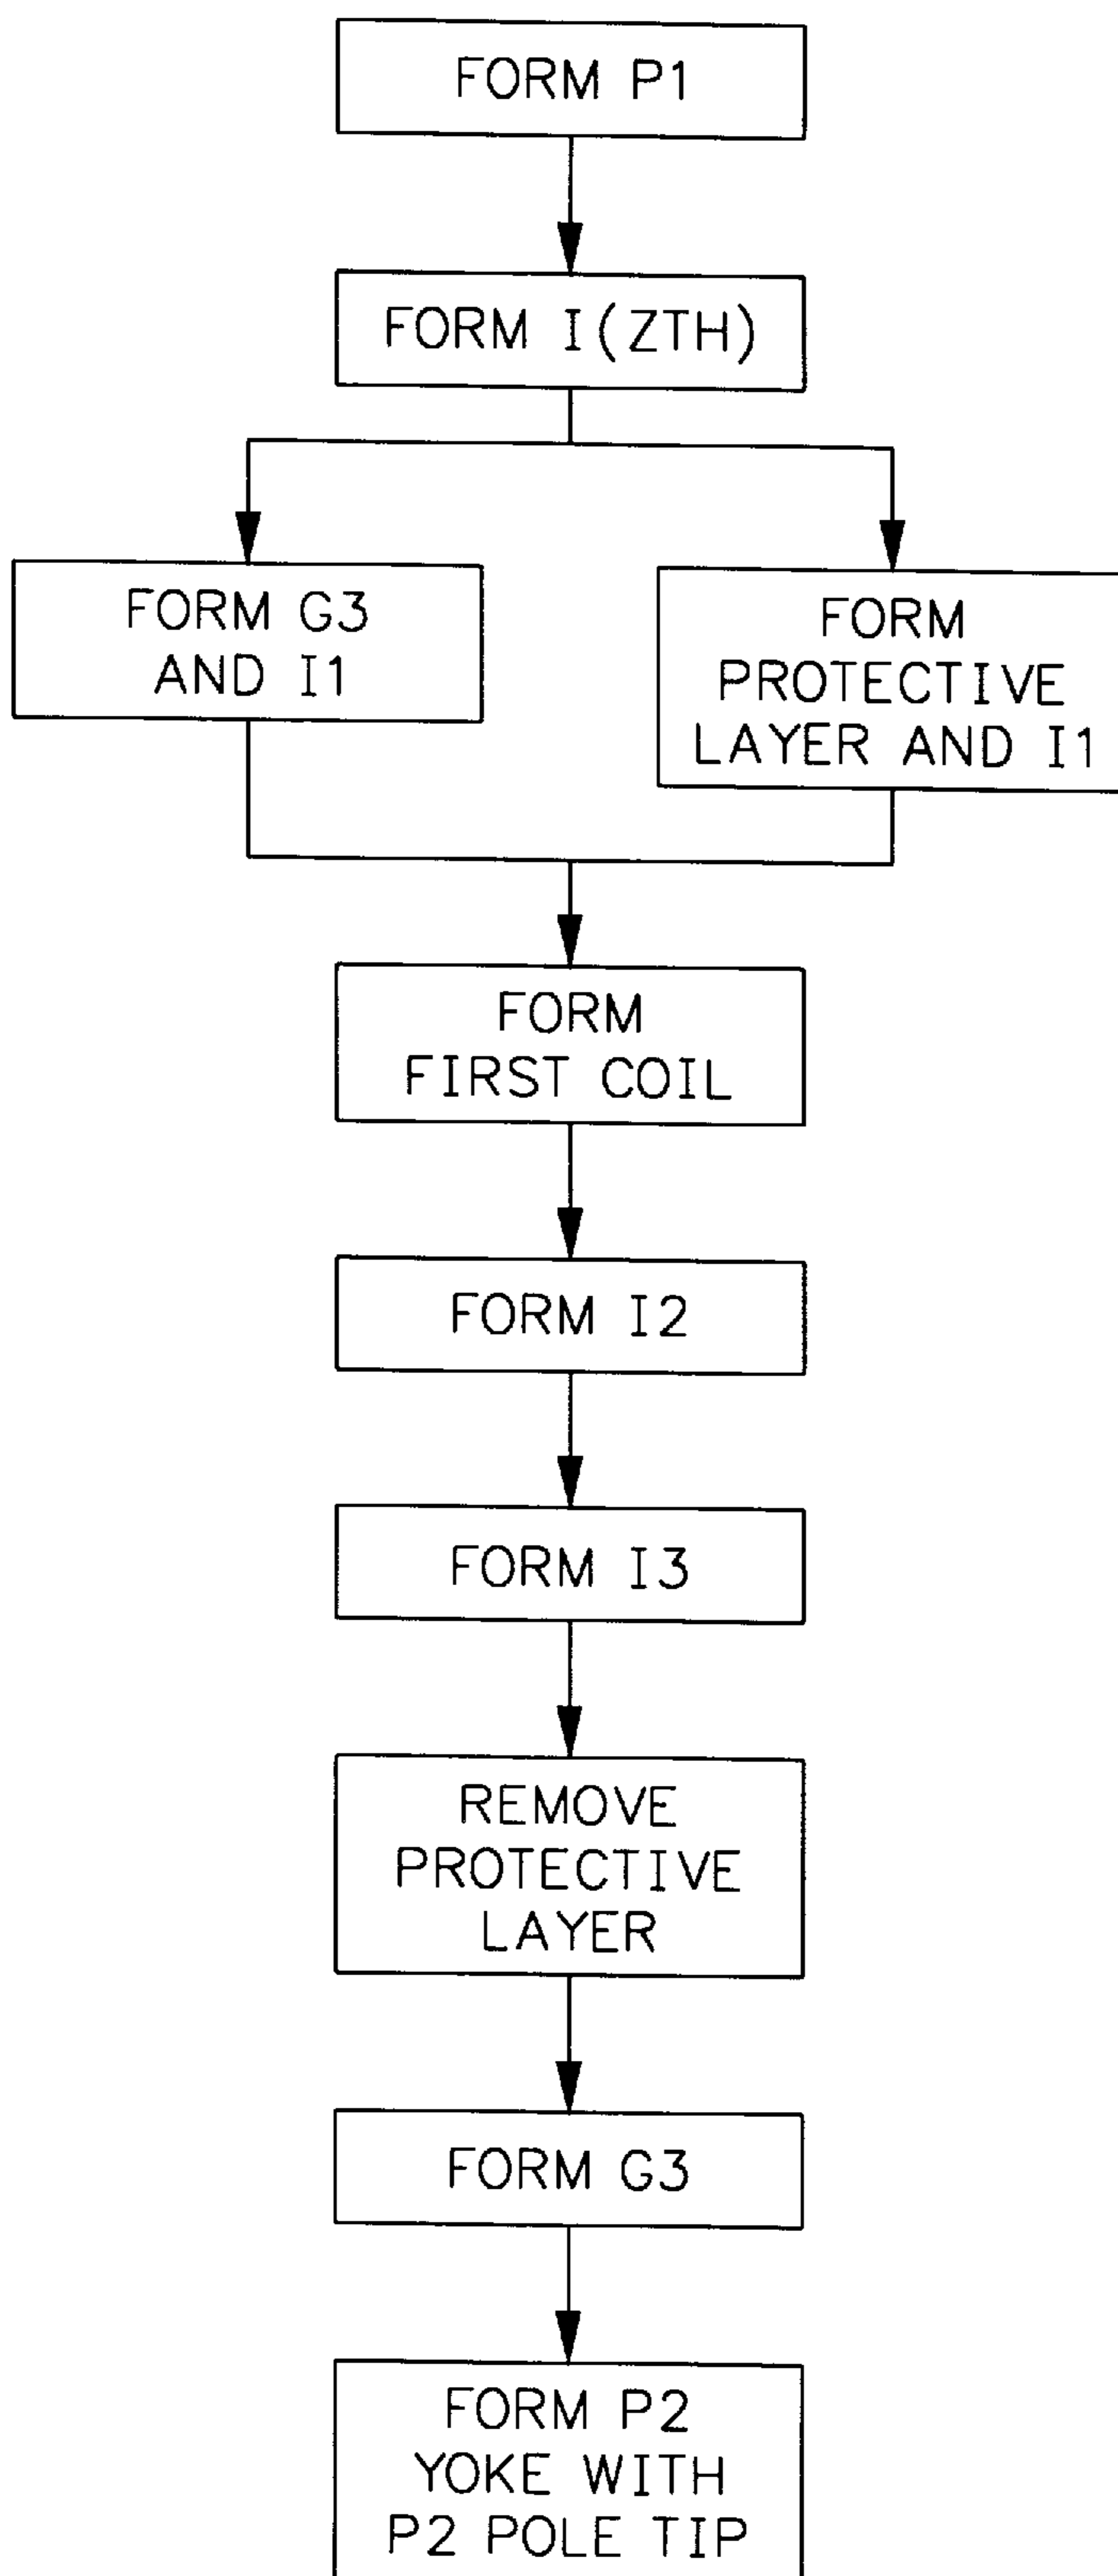 FORM P1
FORM I(ZTH)
FORM G3
AND I1
FORM
PROTECTIVE
LAYER AND I1
FORM
FIRST COIL
FORM I2
FORM I3
REMOVE
PROTECTIVE
LAYER
FORM G3
FORM P2
YOKE WITH
P2 POLE TIP